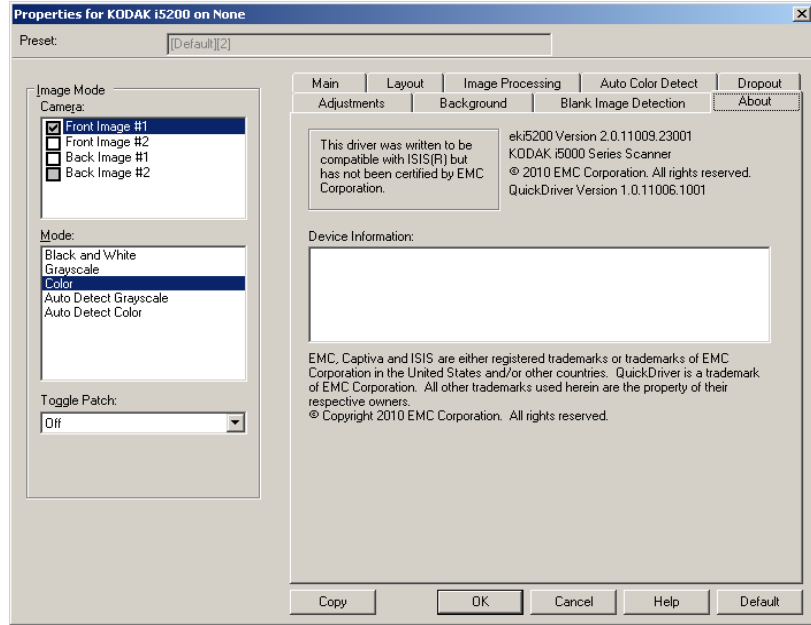 Properties for KODAK i5200 on None
Preset:
[Default][2]
Image Mode
Camera:
Front Image #1
Front Image #2
Back Image #1
Back Image #2
Mode:
Black and White
Grayscale
Color
Auto Detect Grayscale
Auto Detect Color
Toggle Patch:
Off
Main
Layout
Image Processing
Auto Color Detect
Dropout
Adjustments
Background
Blank Image Detection
About
This driver was written to be
compatible with ISIS(R) but
has not been certified by EMC
Corporation.
eki5200 Version 2.0.11009.23001
KODAK i5000 Series Scanner
© 2010 EMC Corporation. All rights reserved.
QuickDriver Version 1.0.11006.1001
Device Information:
EMC, Captiva and ISIS are either registered trademarks or trademarks of EMC
Corporation in the United States and/or other countries. QuickDriver is a trademark
of EMC Corporation. All other trademarks used herein are the property of their
respective owners.
© Copyright 2010 EMC Corporation. All rights reserved.
Copy
OK
Cancel
Help
Default